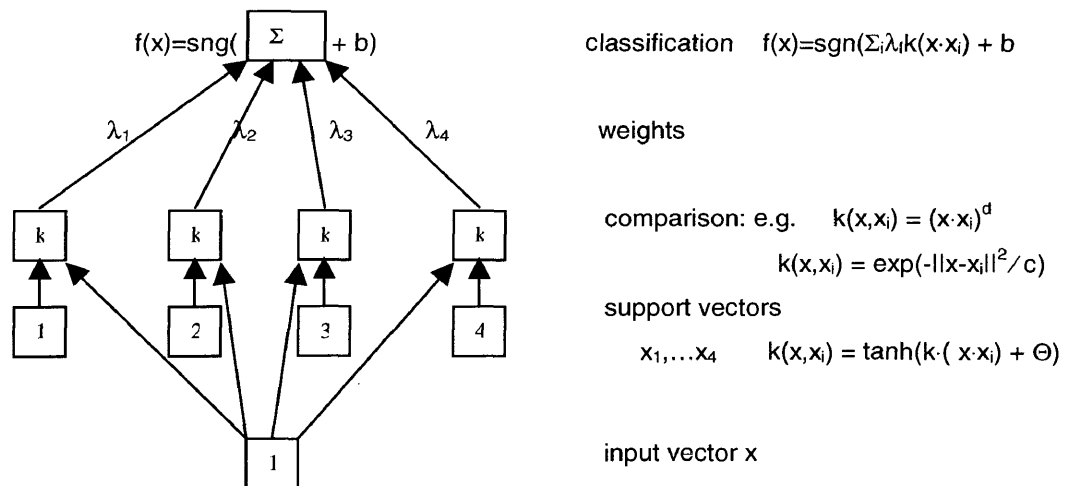 f(x)=sng( Σ + b) classification f(x)=sgn(Σᵢλᵢk(x·xᵢ) + b
λ₁ λ₂ λ₃ λ₄ weights
k k k k comparison: e.g. k(x,xᵢ) = (x·xᵢ)ᵈ
k(x,xᵢ) = exp(-||x-xᵢ||²/c)
1 2 3 4 support vectors
x₁,...x₄ k(x,xᵢ) = tanh(k·( x·xᵢ) + Θ)
1 input vector x